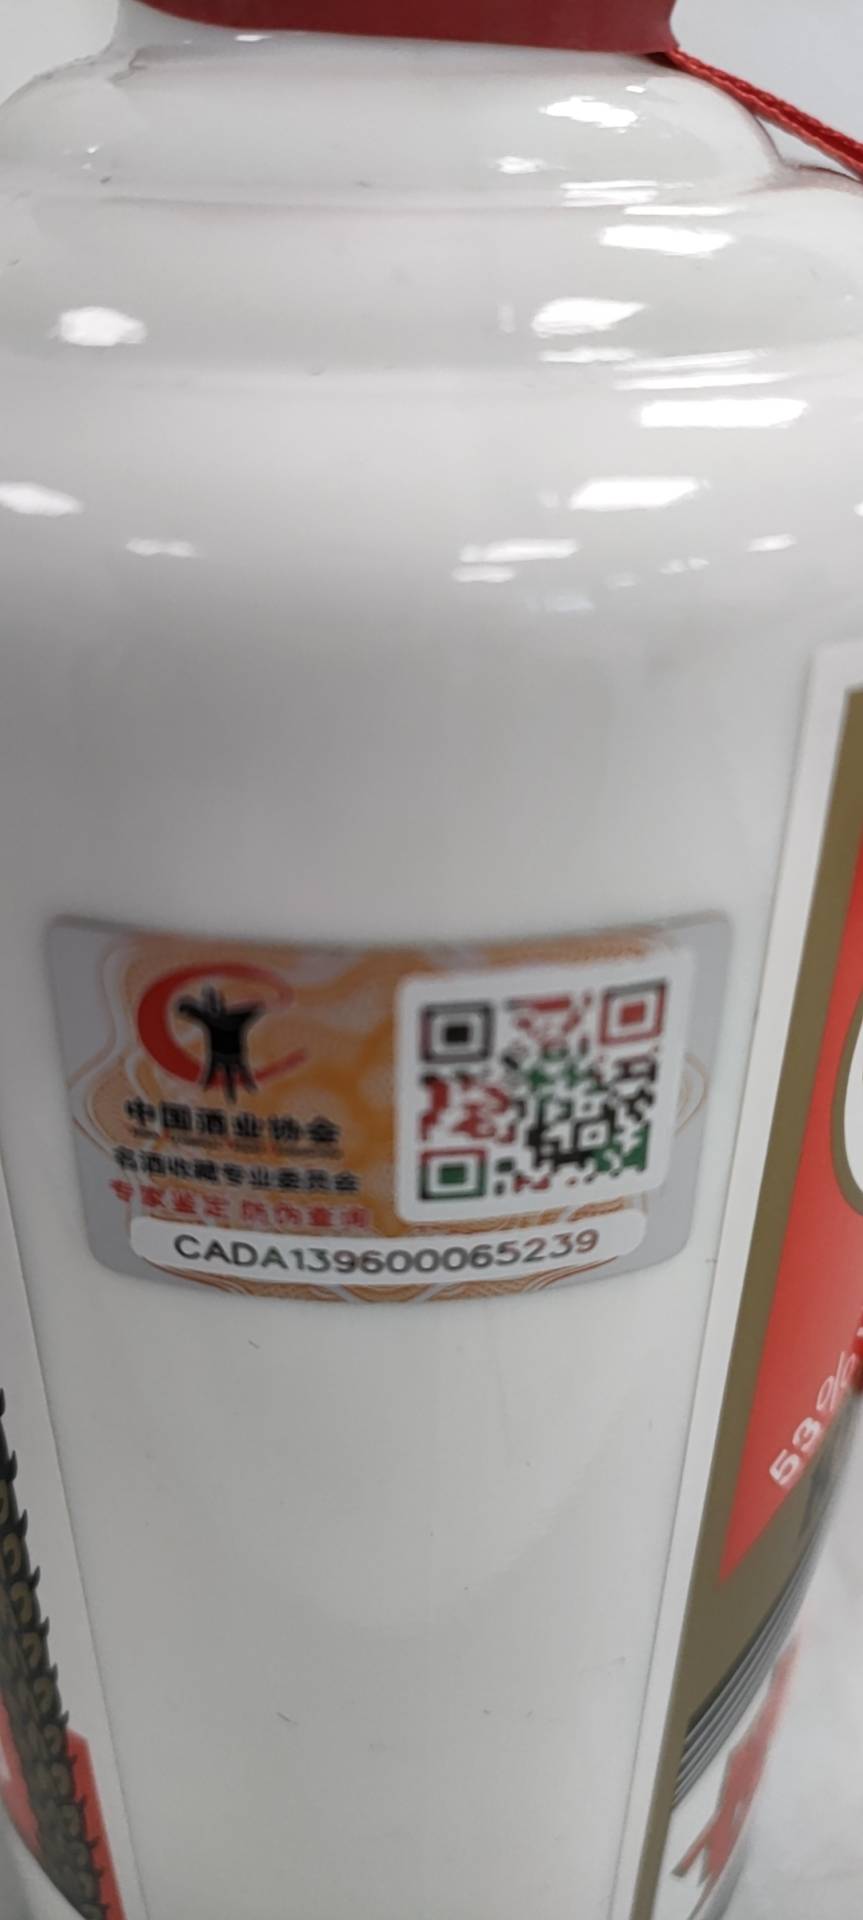 中国酒业协会
名酒收藏专业委员会
专家鉴定 防伪查询
CADA139600065239
53%